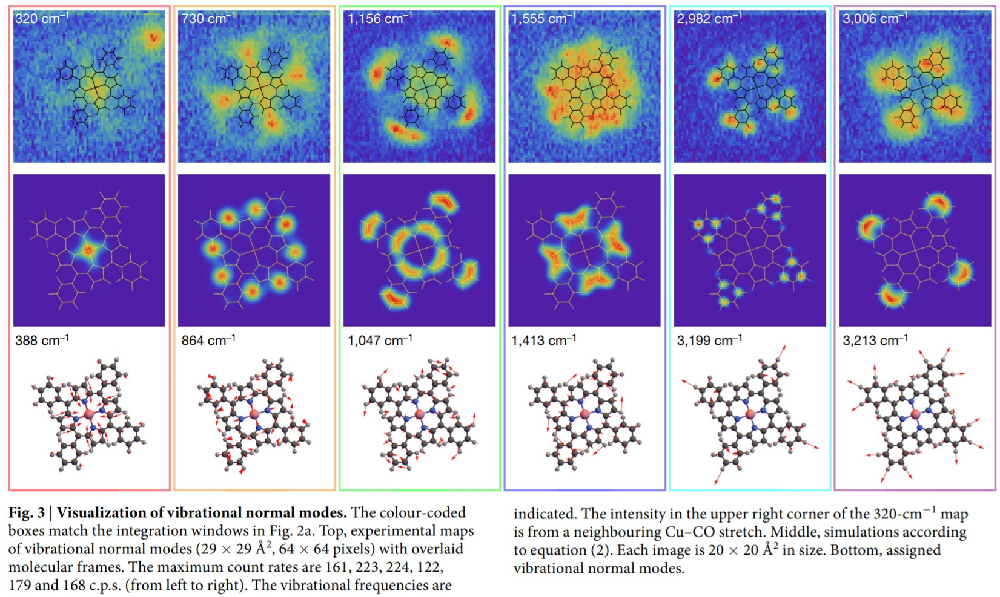 320 cm⁻¹
730 cm⁻¹
1,156 cm⁻¹
1,555 cm⁻¹
2,982 cm⁻¹
3,006 cm⁻¹
388 cm⁻¹
864 cm⁻¹
1,047 cm⁻¹
1,413 cm⁻¹
3,199 cm⁻¹
3,213 cm⁻¹
Fig. 3 | Visualization of vibrational normal modes. The colour-coded
boxes match the integration windows in Fig. 2a. Top, experimental maps
of vibrational normal modes (29 × 29 Å², 64 × 64 pixels) with overlaid
molecular frames. The maximum count rates are 161, 223, 224, 122,
179 and 168 c.p.s. (from left to right). The vibrational frequencies are
indicated. The intensity in the upper right corner of the 320-cm⁻¹ map
is from a neighbouring Cu–CO stretch. Middle, simulations according
to equation (2). Each image is 20 × 20 Å² in size. Bottom, assigned
vibrational normal modes.